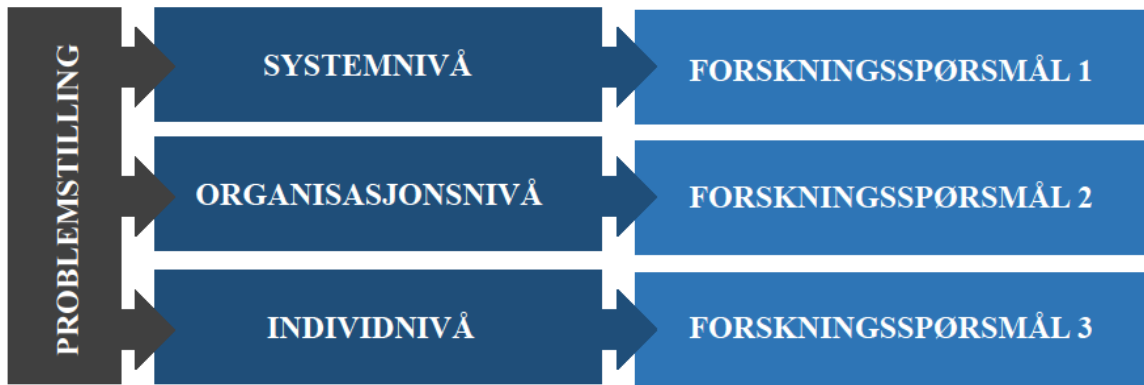 PROBLEMSTILLING
SYSTEMNIVÅ
FORSKNINGSSPØRSMÅL 1
ORGANISASJONSNIVÅ
FORSKNINGSSPØRSMÅL 2
INDIVIDNIVÅ
FORSKNINGSSPØRSMÅL 3